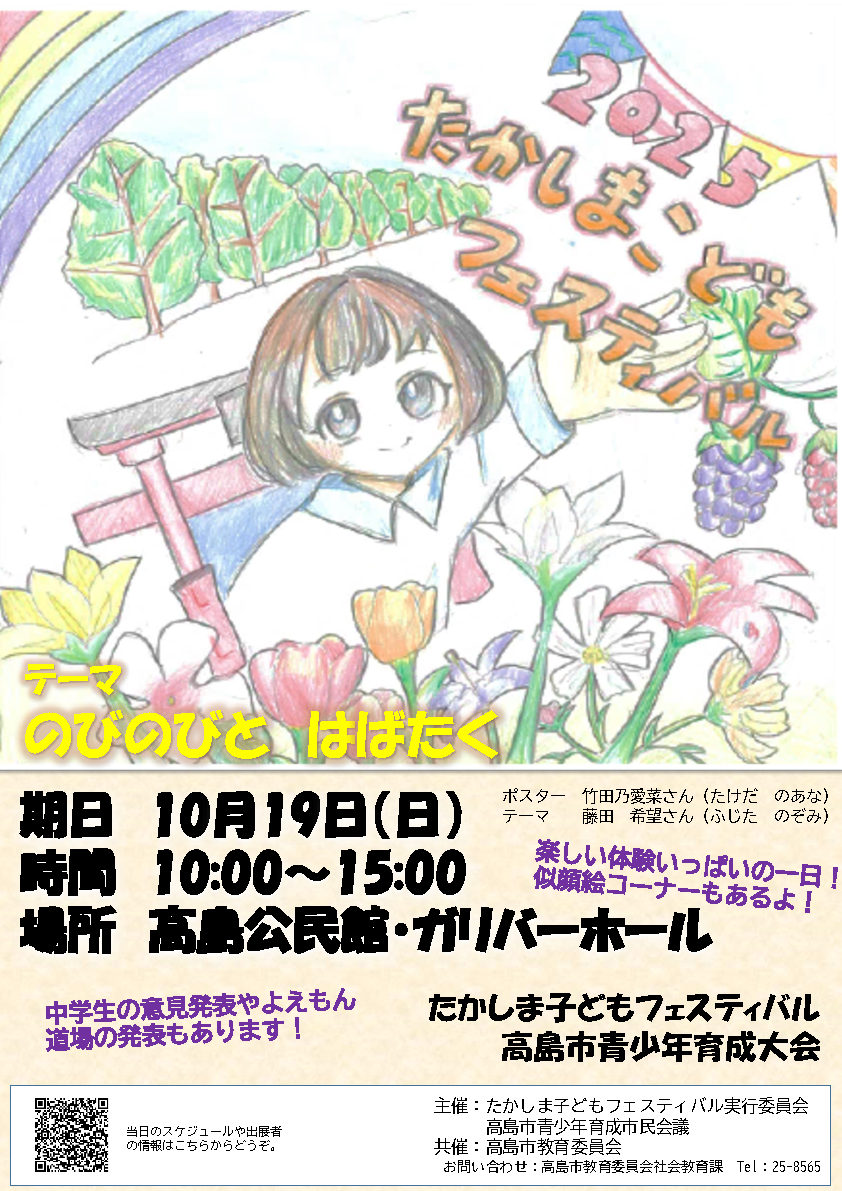 2025
たかしまこども
フェスティバル
テーマ
のびのびと　はばたく
期日　10月19日(日)
時間　10:00～15:00
場所　高島公民館・ガリバーホール
ポスター　竹田乃愛菜さん（たけだ　のあな）
テーマ　　藤田　希望さん（ふじた　のぞみ）
楽しい体験いっぱいの一日！
似顔絵コーナーもあるよ！
中学生の意見発表やよえもん
道場の発表もあります！
たかしま子どもフェスティバル
高島市青少年育成大会
当日のスケジュールや出展者
の情報はこちらからどうぞ。
主催：たかしま子どもフェスティバル実行委員会
高島市青少年育成市民会議
共催：高島市教育委員会
お問い合わせ：高島市教育委員会社会教育課　Tel：25-8565